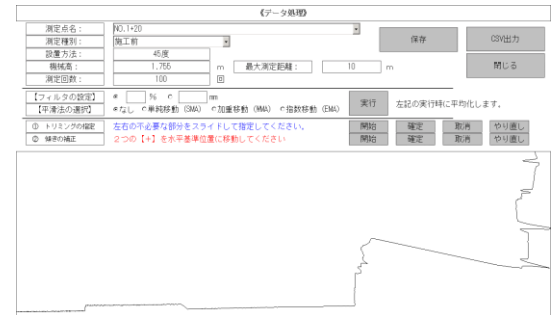 《データ処理》
測定点名： NO.1+20
測定種別： 施工前 保存 CSV出力
設置方法： 45度
機械高： 1.755 m 最大測定距離： 10 m 閉じる
測定回数： 100 回
【フィルタの設定】 % mm 実行 左記の実行時に平均化します。
【平滑法の選択】 なし 単純移動 (SMA) 加重移動 (WMA) 指数移動 (EMA)
① トリミングの指定 左右の不必要な部分をスライドして指定してください。 開始 確定 取消 やり直し
② 傾きの補正 2つの【+】を水平基準位置に移動してください 開始 確定 取消 やり直し